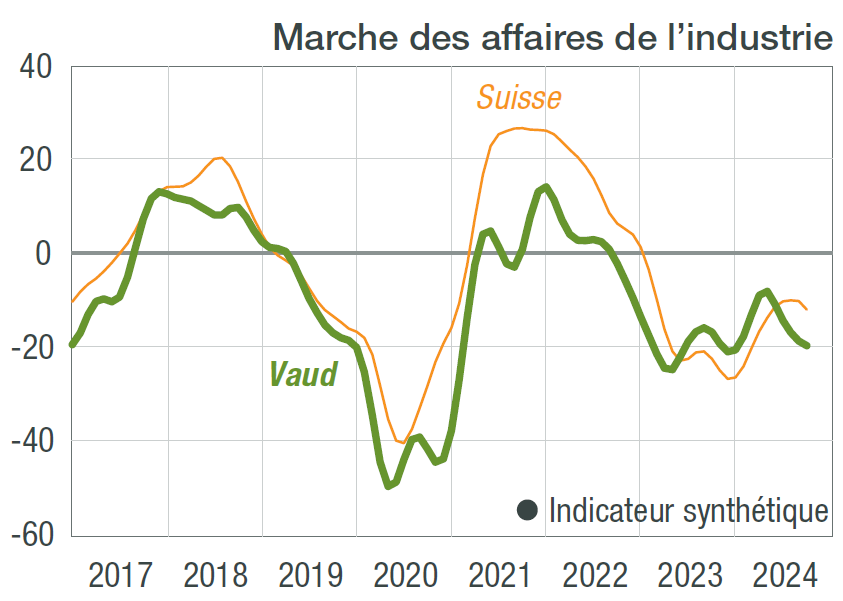 Marche des affaires de l'industrie
40
Suisse
20
0
-20
Vaud
-40
Indicateur synthétique
-60
2017 2018 2019 2020 2021 2022 2023 2024